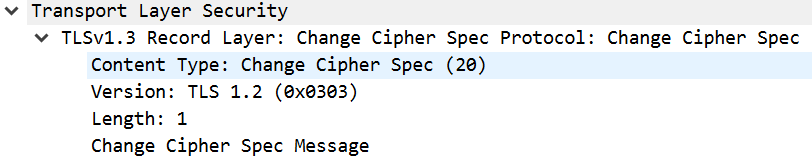 Transport Layer Security
TLSv1.3 Record Layer: Change Cipher Spec Protocol: Change Cipher Spec
Content Type: Change Cipher Spec (20)
Version: TLS 1.2 (0x0303)
Length: 1
Change Cipher Spec Message